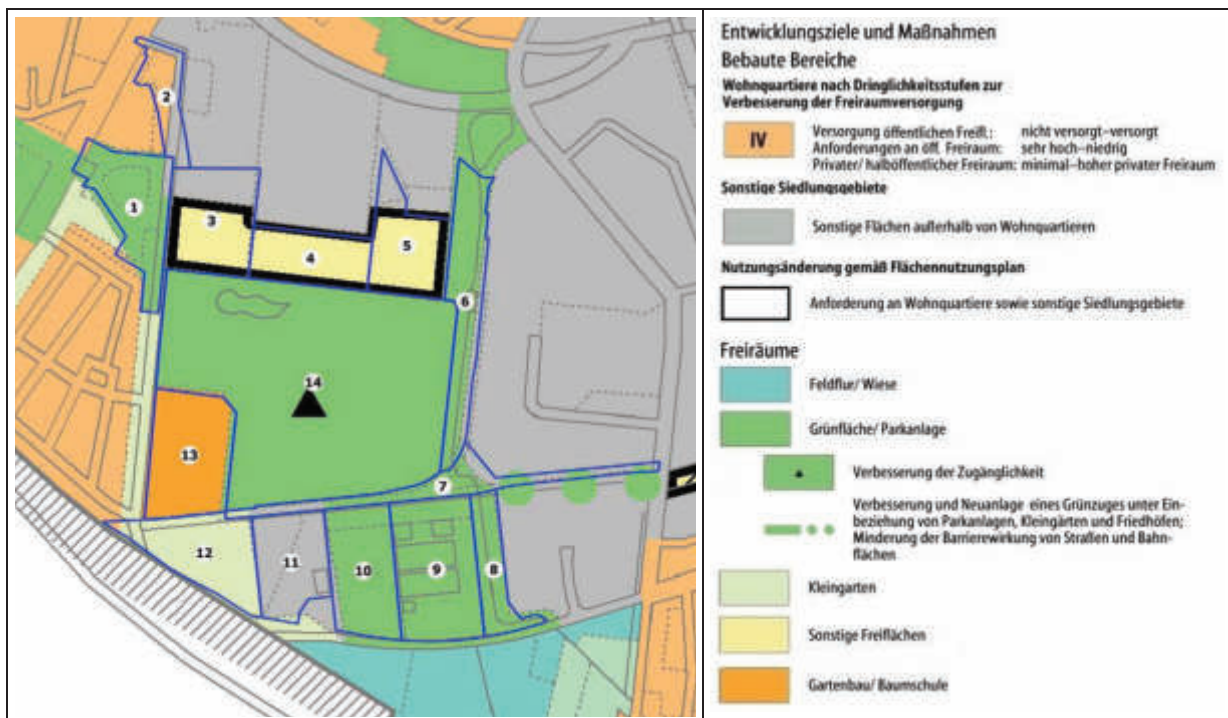 2
1
3
4
5
6
14
13
7
12
11
10
9
8
Entwicklungsziele und Maßnahmen
Bebaute Bereiche
Wohnquartiere nach Dringlichkeitsstufen zur
Verbesserung der Freiraumversorgung
IV
Versorgung öffentlichen Freifl.: nicht versorgt–versorgt
Anforderungen an öff. Freiraum: sehr hoch–niedrig
Privater/ halböffentlicher Freiraum: minimal–hoher privater Freiraum
Sonstige Siedlungsgebiete
Sonstige Flächen außerhalb von Wohnquartieren
Nutzungsänderung gemäß Flächennutzungsplan
Anforderung an Wohnquartiere sowie sonstige Siedlungsgebiete
Freiräume
Feldflur/ Wiese
Grünfläche/ Parkanlage
Verbesserung der Zugänglichkeit
Verbesserung und Neuanlage eines Grünzuges unter Ein-
beziehung von Parkanlagen, Kleingärten und Friedhöfen;
Minderung der Barrierewirkung von Straßen und Bahn-
flächen
Kleingarten
Sonstige Freiflächen
Gartenbau/ Baumschule